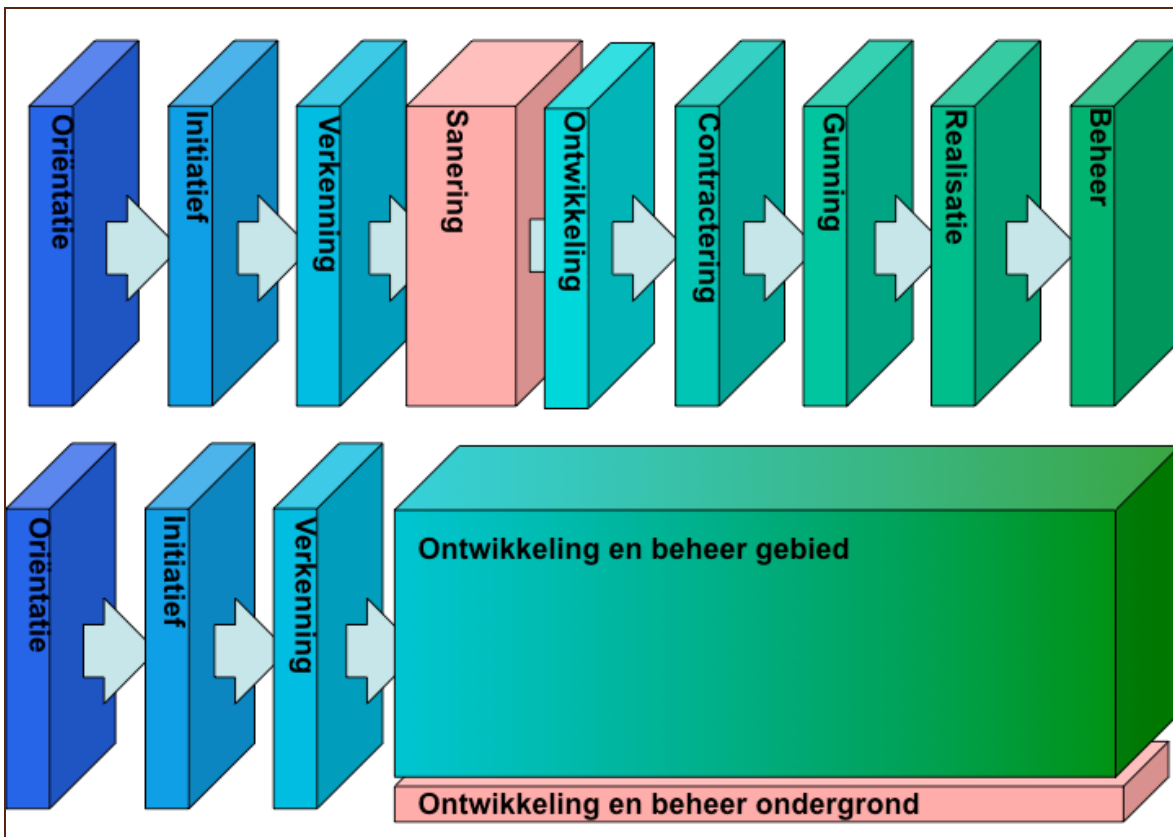 Oriëntatie
Initiatief
Verkenning
Sanering
Ontwikkeling
Contractering
Gunning
Realisatie
Beheer
Oriëntatie
Initiatief
Verkenning
Ontwikkeling en beheer gebied
Ontwikkeling en beheer ondergrond